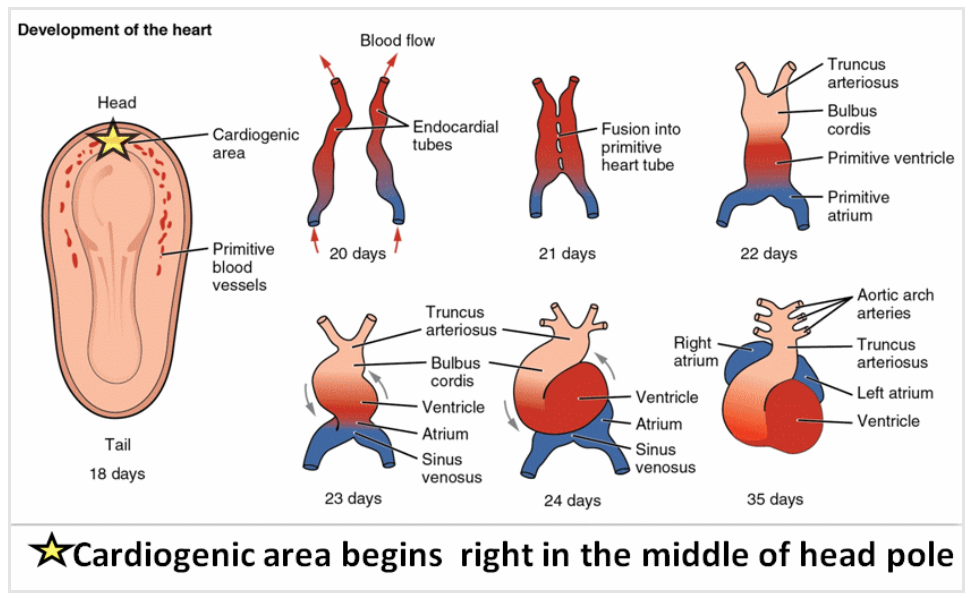 Development of the heart
Head
Cardiogenic
area
Primitive
blood
vessels
Tail
18 days
Blood flow
Endocardial
tubes
20 days
Fusion into
primitive
heart tube
21 days
Truncus
arteriosus
Bulbus
cordis
Primitive ventricle
Primitive
atrium
22 days
Truncus
arteriosus
Bulbus
cordis
Ventricle
Atrium
Sinus
venosus
23 days
Ventricle
Atrium
Sinus
venosus
24 days
Right
atrium
Aortic arch
arteries
Truncus
arteriosus
Left atrium
Ventricle
35 days
Cardiogenic area begins  right in the middle of head pole